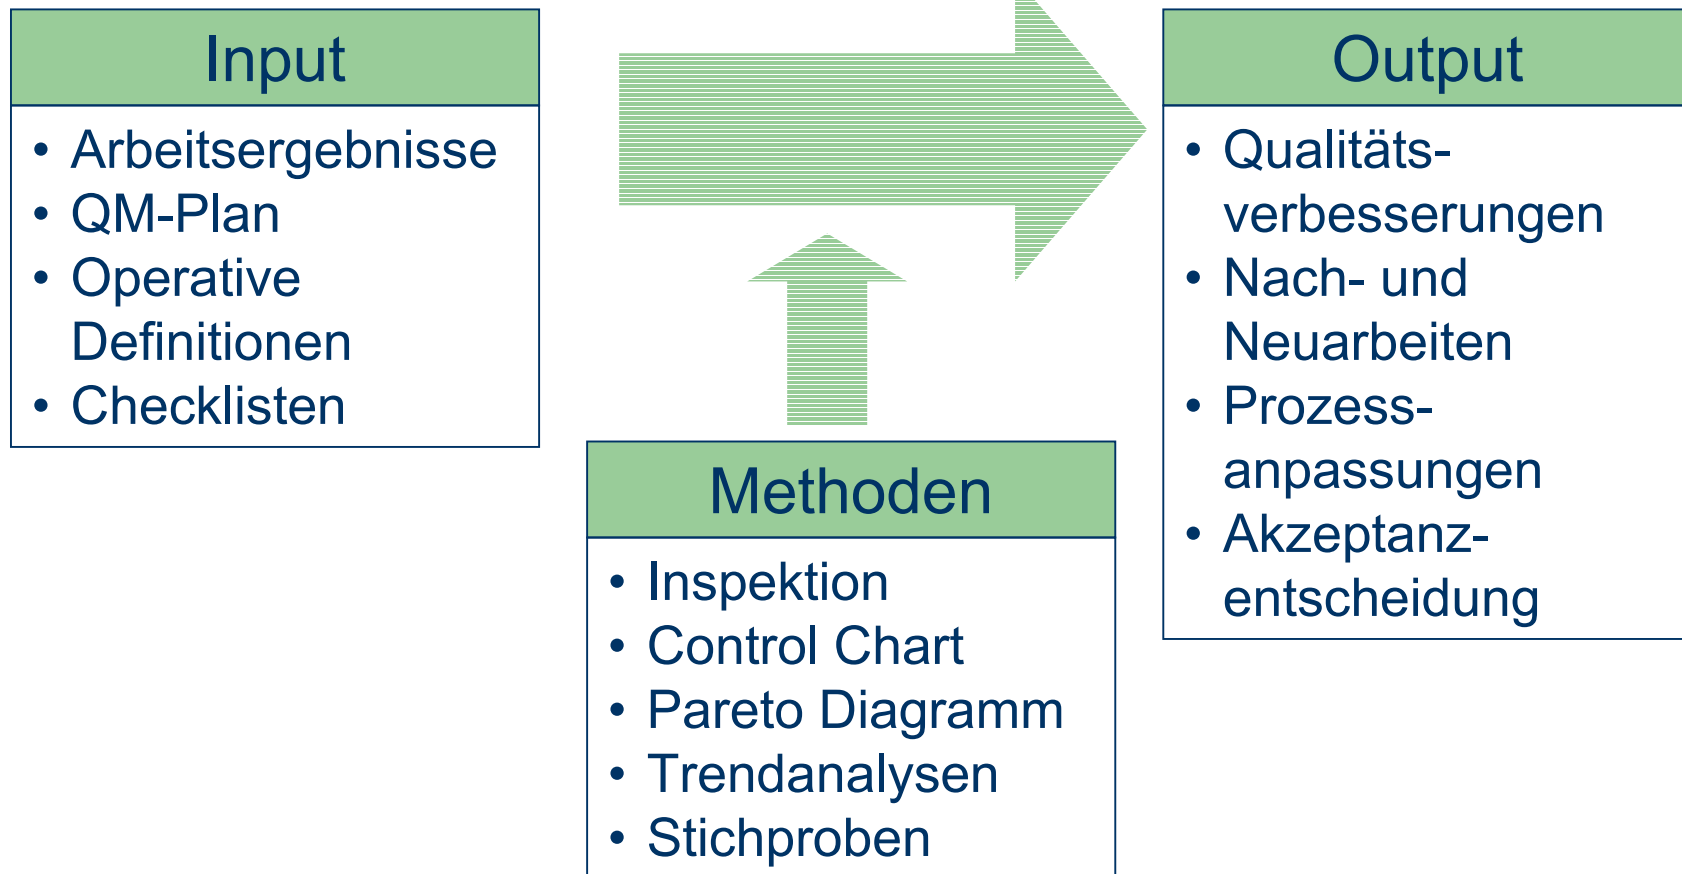 Input
• Arbeitsergebnisse
• QM-Plan
• Operative
Definitionen
• Checklisten
Methoden
• Inspektion
• Control Chart
• Pareto Diagramm
• Trendanalysen
• Stichproben
Output
• Qualitäts-
verbesserungen
• Nach- und
Neuarbeiten
• Prozess-
anpassungen
• Akzeptanz-
entscheidung